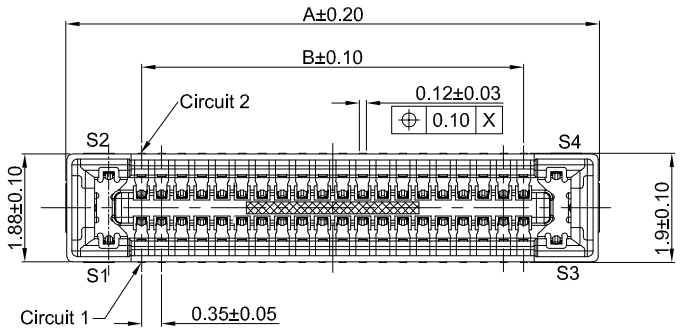 A±0.20
B±0.10
Circuit 2
0.12±0.03
⌖ 0.10 X
S2
S4
1.88±0.10
1.9±0.10
S1
S3
Circuit 1
0.35±0.05